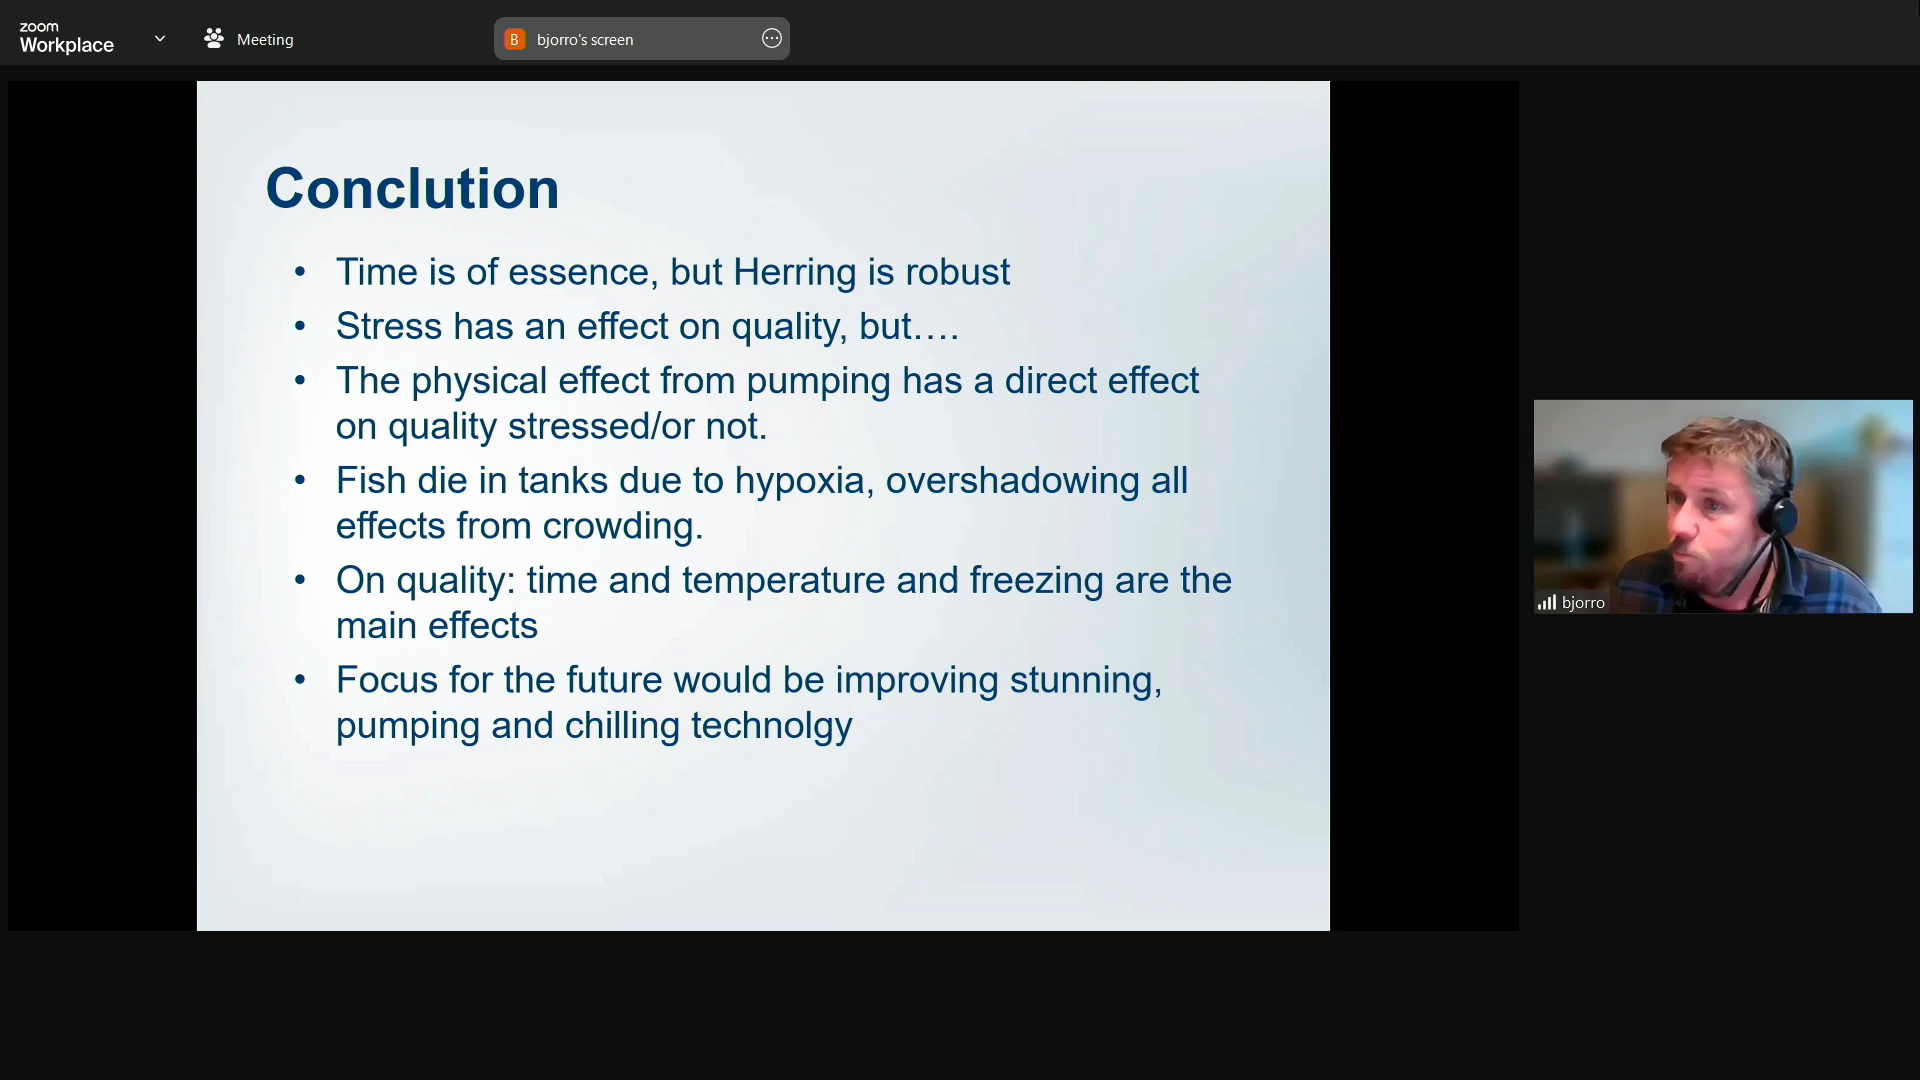 zoom
Workplace
Meeting
B bjorro's screen
Conclution
• Time is of essence, but Herring is robust
• Stress has an effect on quality, but....
• The physical effect from pumping has a direct effect
on quality stressed/or not.
• Fish die in tanks due to hypoxia, overshadowing all
effects from crowding.
• On quality: time and temperature and freezing are the
main effects
• Focus for the future would be improving stunning,
pumping and chilling technolgy
bjorro